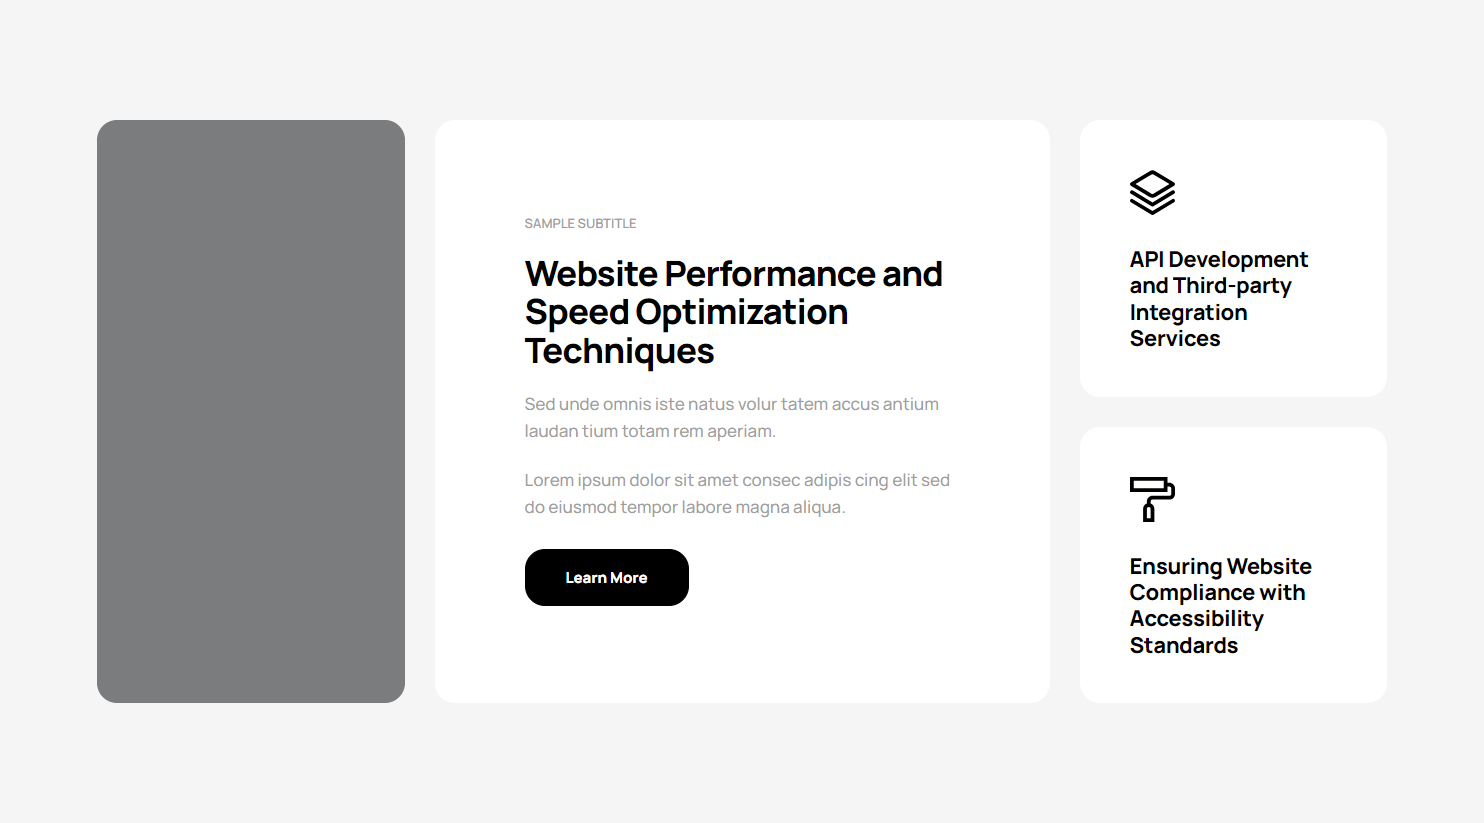 SAMPLE SUBTITLE
Website Performance and
Speed Optimization
Techniques
Sed unde omnis iste natus volur tatem accus antium
laudan tium totam rem aperiam.
Lorem ipsum dolor sit amet consec adipis cing elit sed
do eiusmod tempor labore magna aliqua.
Learn More
API Development
and Third-party
Integration
Services
Ensuring Website
Compliance with
Accessibility
Standards